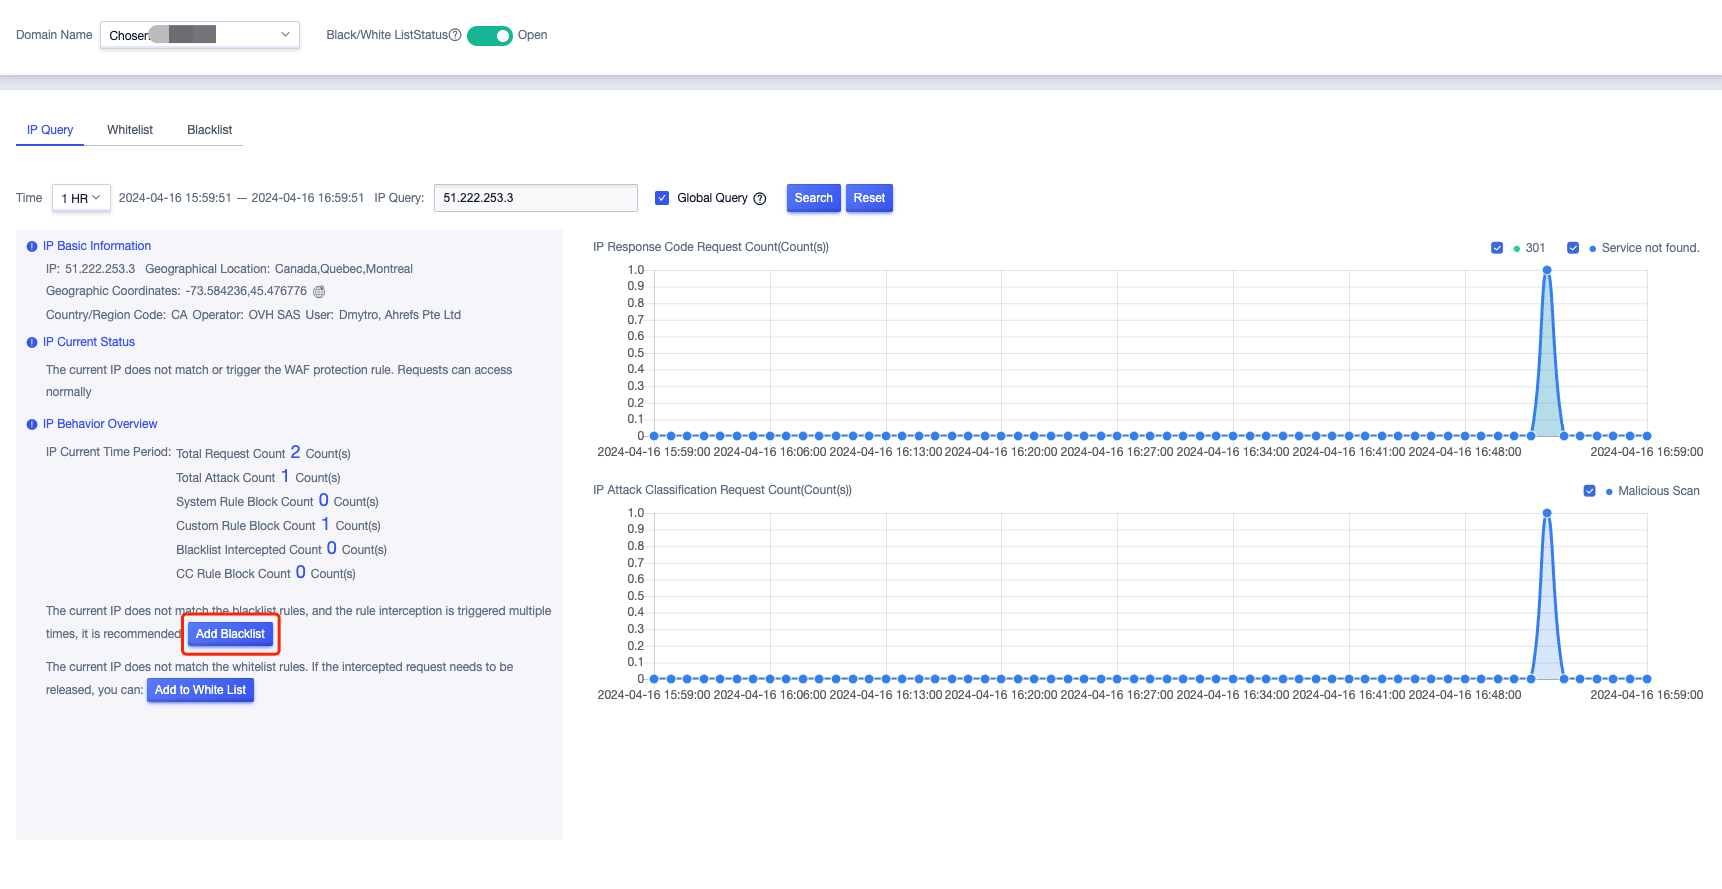 Domain Name Chosen Black/White ListStatus Open
IP Query Whitelist Blacklist
Time 1 HR 2024-04-16 15:59:51 — 2024-04-16 16:59:51 IP Query: 51.222.253.3 Global Query Search Reset
IP Basic Information
IP: 51.222.253.3 Geographical Location: Canada,Quebec,Montreal
Geographic Coordinates: -73.584236,45.476776
Country/Region Code: CA Operator: OVH SAS User: Dmytro, Ahrefs Pte Ltd
IP Current Status
The current IP does not match or trigger the WAF protection rule. Requests can access
normally
IP Behavior Overview
IP Current Time Period: Total Request Count 2 Count(s)
Total Attack Count 1 Count(s)
System Rule Block Count 0 Count(s)
Custom Rule Block Count 1 Count(s)
Blacklist Intercepted Count 0 Count(s)
CC Rule Block Count 0 Count(s)
The current IP does not match the blacklist rules, and the rule interception is triggered multiple
times, it is recommended Add Blacklist
The current IP does not match the whitelist rules. If the intercepted request needs to be
released, you can: Add to White List
IP Response Code Request Count(Count(s)) 301 Service not found.
1.0
0.9
0.8
0.7
0.6
0.5
0.4
0.3
0.2
0.1
0
2024-04-16 15:59:00 2024-04-16 16:06:00 2024-04-16 16:13:00 2024-04-16 16:20:00 2024-04-16 16:27:00 2024-04-16 16:34:00 2024-04-16 16:41:00 2024-04-16 16:48:00 2024-04-16 16:59:00
IP Attack Classification Request Count(Count(s)) Malicious Scan
1.0
0.9
0.8
0.7
0.6
0.5
0.4
0.3
0.2
0.1
0
2024-04-16 15:59:00 2024-04-16 16:06:00 2024-04-16 16:13:00 2024-04-16 16:20:00 2024-04-16 16:27:00 2024-04-16 16:34:00 2024-04-16 16:41:00 2024-04-16 16:48:00 2024-04-16 16:59:00